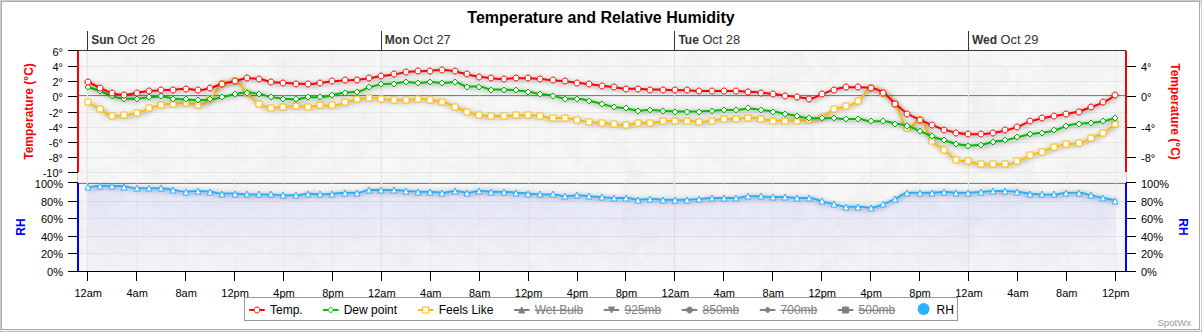 Temperature and Relative Humidity
Sun Oct 26 Mon Oct 27 Tue Oct 28 Wed Oct 29
Temperature (°C)
6°
4°
2°
0°
-2°
-4°
-6°
-8°
-10°
4°
0°
-4°
-8°
Temperature (°C)
RH
100%
80%
60%
40%
20%
0%
100%
80%
60%
40%
20%
0%
RH
12am 4am 8am 12pm 4pm 8pm 12am 4am 8am 12pm 4pm 8pm 12am 4am 8am 12pm 4pm 8pm 12am 4am 8am 12pm
Temp. Dew point Feels Like Wet Bulb 925mb 850mb 700mb 500mb RH
SpotWx